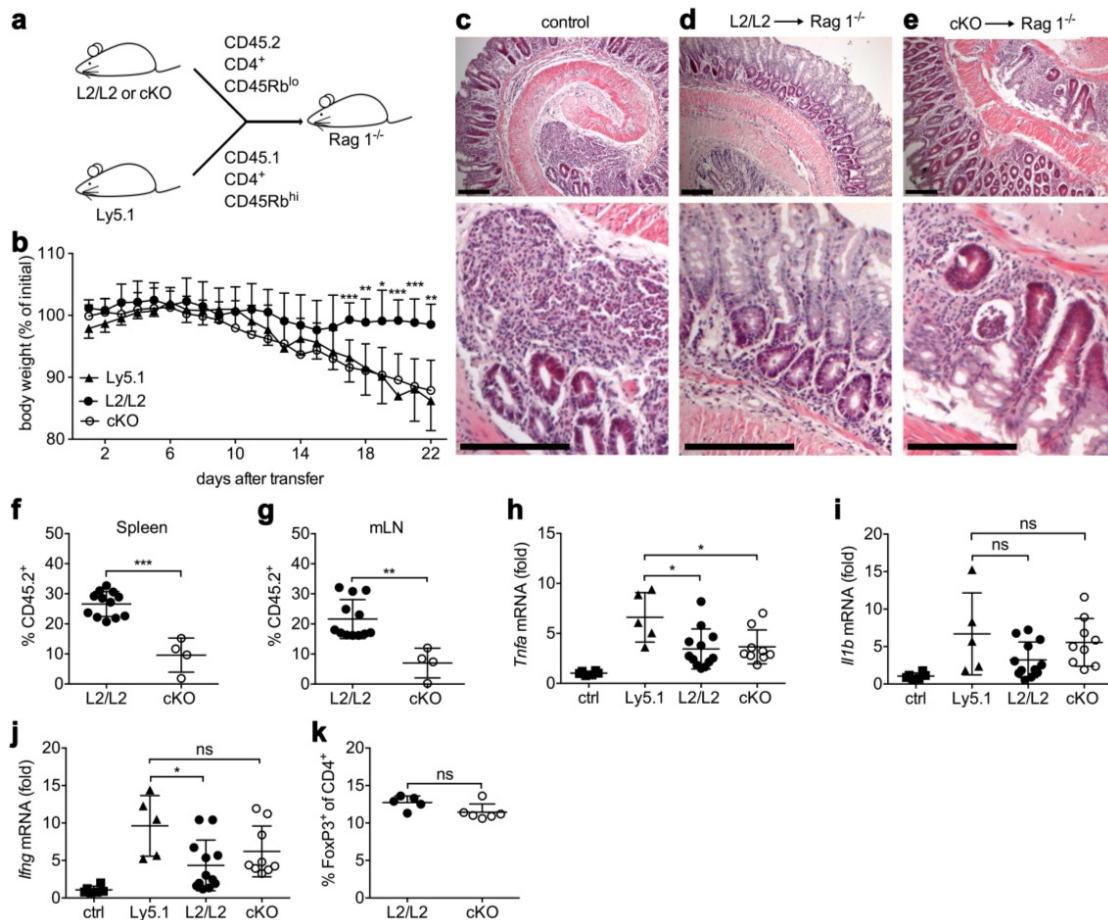 a
L2/L2 or cKO
CD45.2
CD4+
CD45Rblo
Rag 1-/-
Ly5.1
CD45.1
CD4+
CD45Rbhi
b
body weight (% of initial)
110
100
90
80
*** ** * *** *** **
Ly5.1
L2/L2
cKO
2 6 10 14 18 22
days after transfer
c
control
d
L2/L2 → Rag 1-/-
e
cKO → Rag 1-/-
f
Spleen
% CD45.2+
50
40
30
20
10
0
***
L2/L2 cKO
g
mLN
% CD45.2+
50
40
30
20
10
0
**
L2/L2 cKO
h
Tnfa mRNA (fold)
15
10
5
0
*
*
ctrl Ly5.1 L2/L2 cKO
i
Il1b mRNA (fold)
20
15
10
5
0
ns
ns
ctrl Ly5.1 L2/L2 cKO
j
Ifng mRNA (fold)
20
15
10
5
0
ns
*
ctrl Ly5.1 L2/L2 cKO
k
% FoxP3+ of CD4+
20
15
10
5
0
ns
L2/L2 cKO